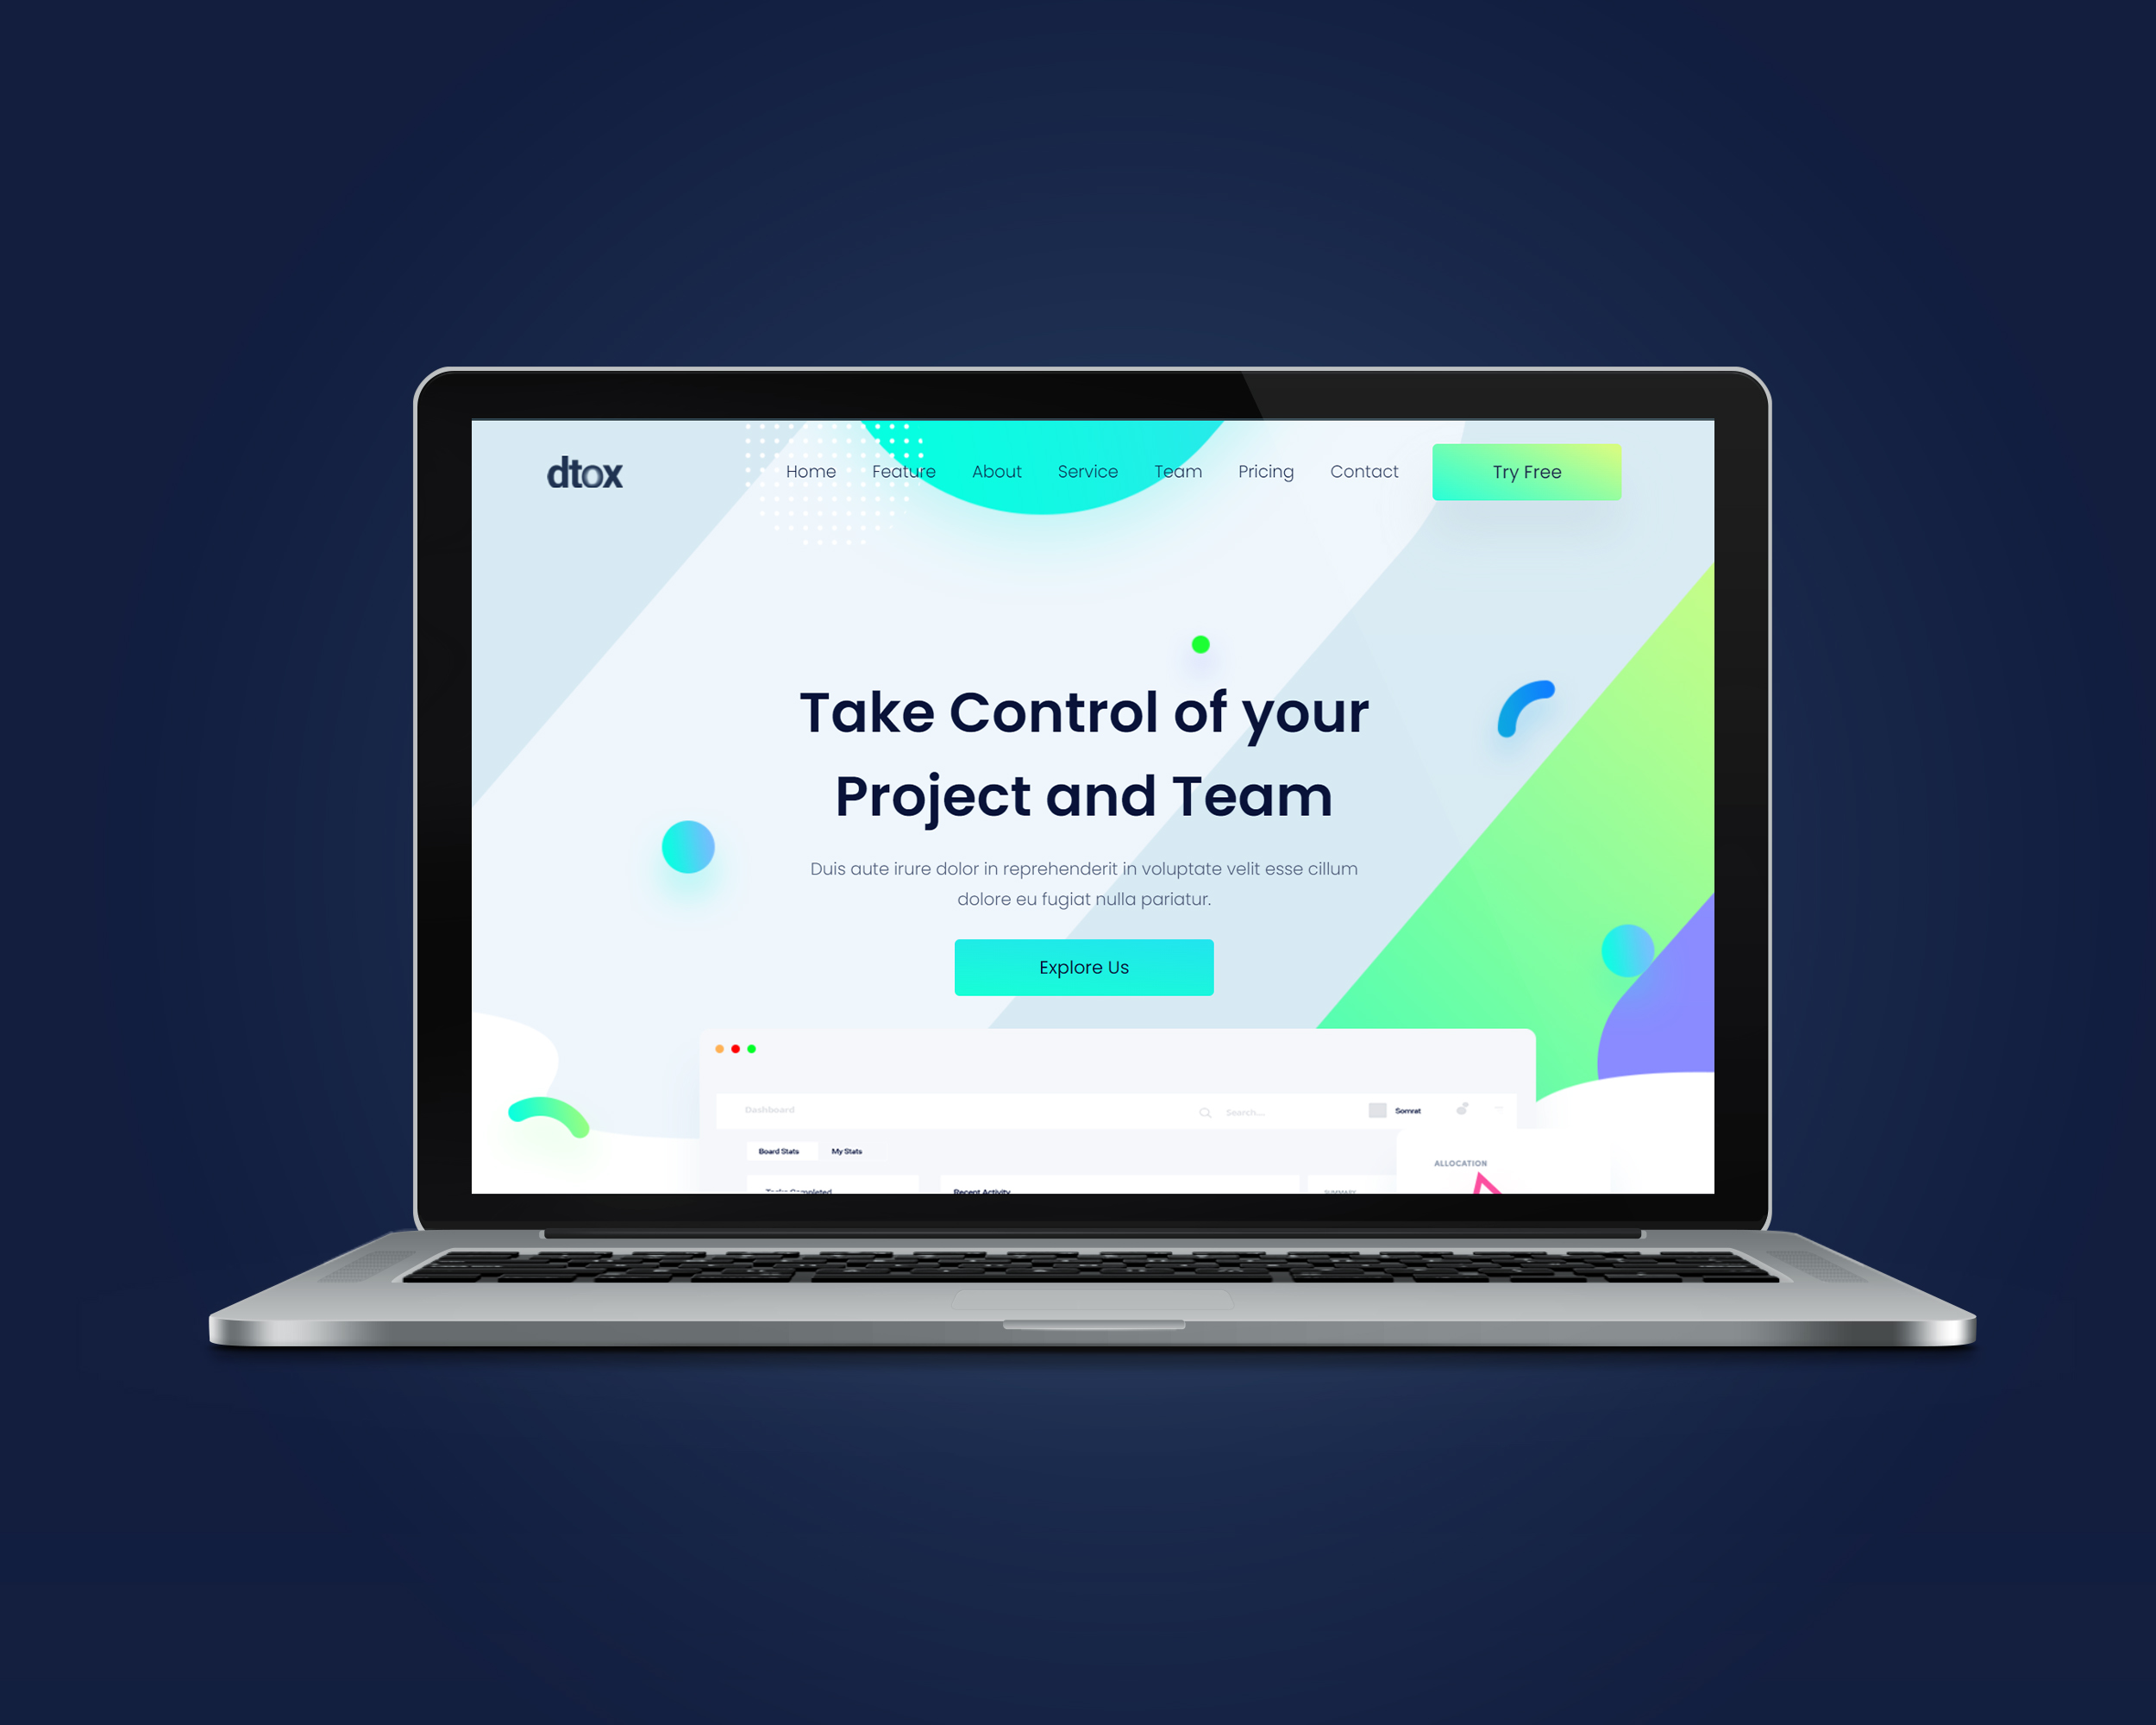 dtox
Home Feature About Service Team Pricing Contact Try Free
Take Control of your
Project and Team
Duis aute irure dolor in reprehenderit in voluptate velit esse cillum
dolore eu fugiat nulla pariatur.
Explore Us
Dashboard Search.... Somrat
Board Stats My Stats
ALLOCATION
Tasks Completed Recent Activity SUMMARY